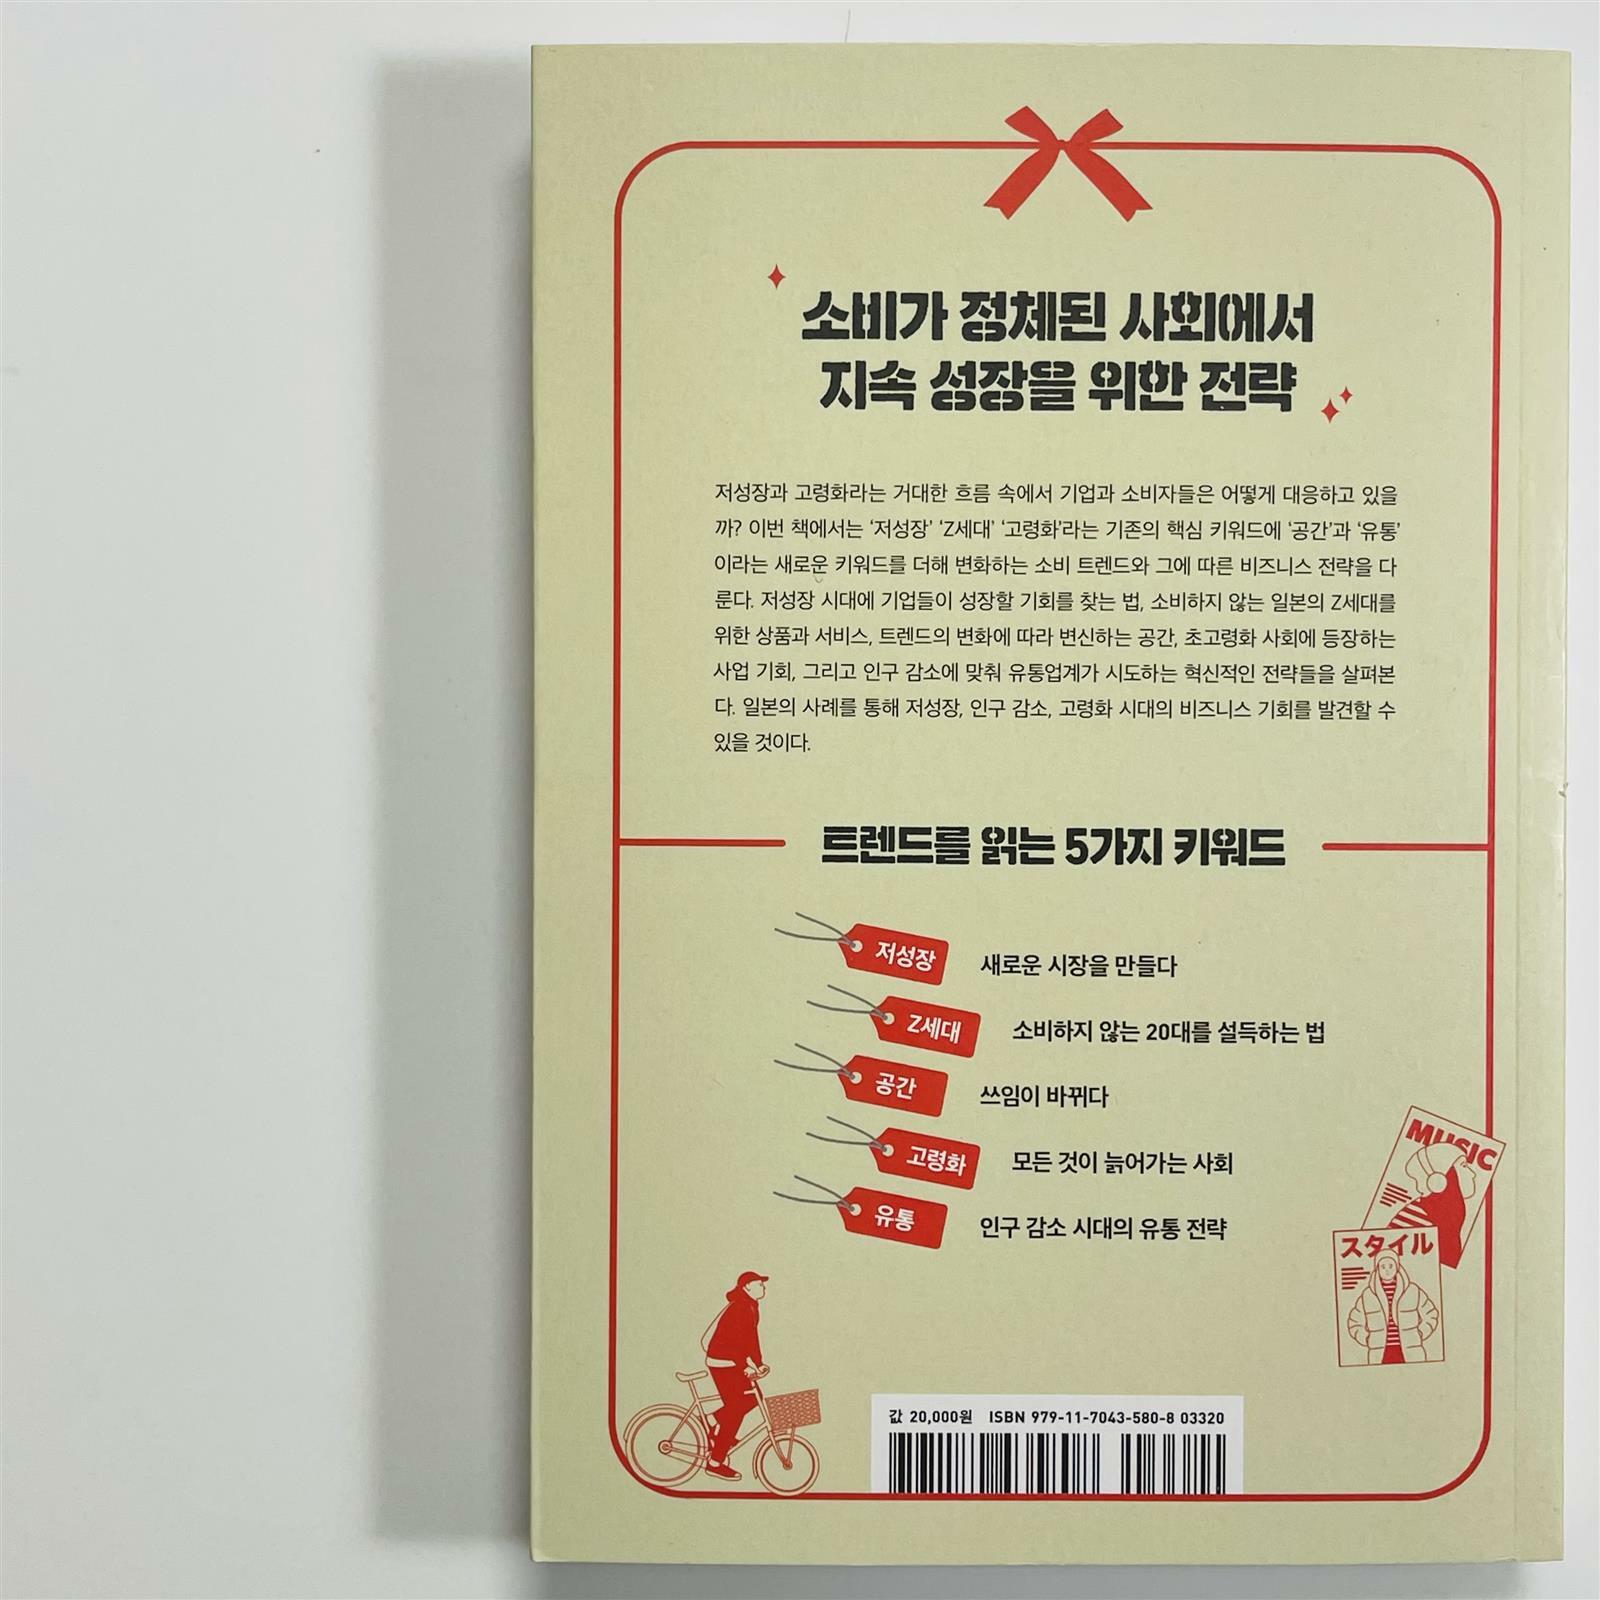 소비가 정체된 사회에서
지속 성장을 위한 전략
저성장과 고령화라는 거대한 흐름 속에서 기업과 소비자들은 어떻게 대응하고 있을
까? 이번 책에서는 ‘저성장’ ‘Z세대’ ‘고령화’라는 기존의 핵심 키워드에 ‘공간’과 ‘유통’
이라는 새로운 키워드를 더해 변화하는 소비 트렌드와 그에 따른 비즈니스 전략을 다
룬다. 저성장 시대에 기업들이 성장할 기회를 찾는 법, 소비하지 않는 일본의 Z세대를
위한 상품과 서비스, 트렌드의 변화에 따라 변신하는 공간, 초고령화 사회에 등장하는
사업 기회, 그리고 인구 감소에 맞춰 유통업계가 시도하는 혁신적인 전략들을 살펴본
다. 일본의 사례를 통해 저성장, 인구 감소, 고령화 시대의 비즈니스 기회를 발견할 수
있을 것이다.
트렌드를 읽는 5가지 키워드
저성장 새로운 시장을 만들다
Z세대 소비하지 않는 20대를 설득하는 법
공간 쓰임이 바뀌다
고령화 모든 것이 늙어가는 사회
유통 인구 감소 시대의 유통 전략
MUSIC
スタイル
값 20,000원 ISBN 979-11-7043-580-8 03320